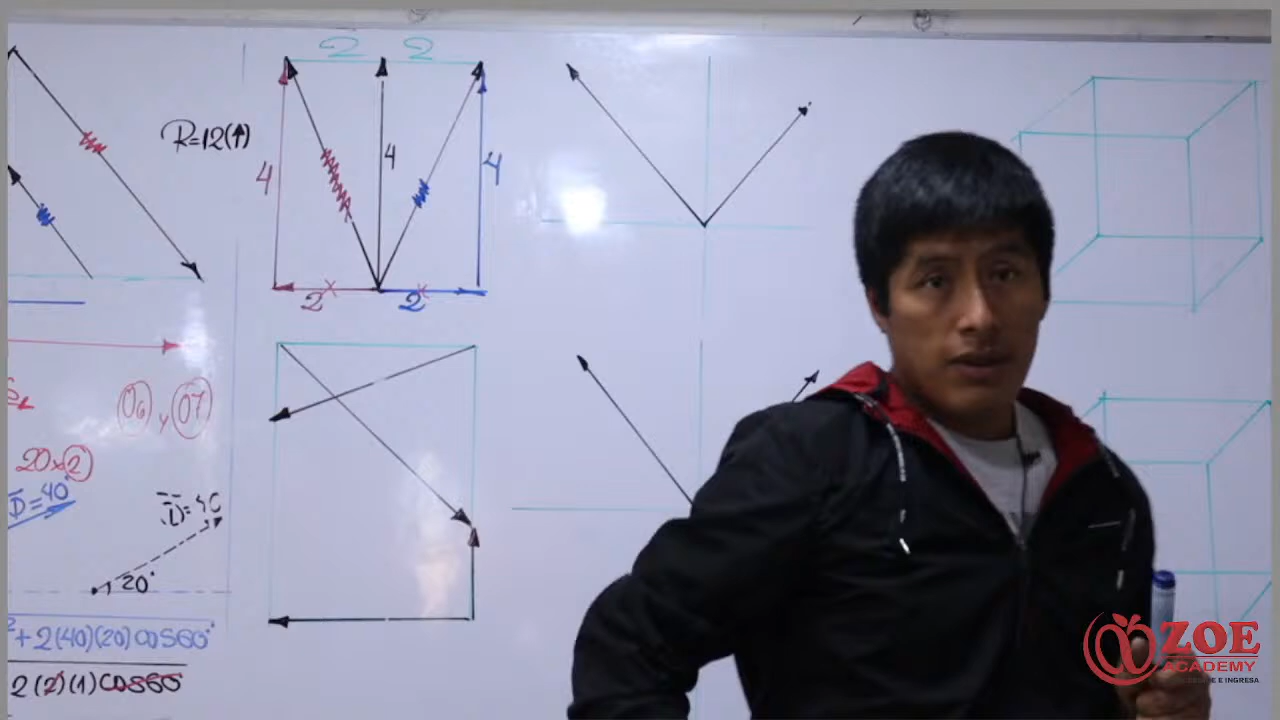 2 2
R=12(↑)
4
4
4
2 2
06 y 07
20x2
D=40
20°
+2(40)(20)COS60°
2(2)(1)COS60
ZOE
ACADEMY
E INGRESA